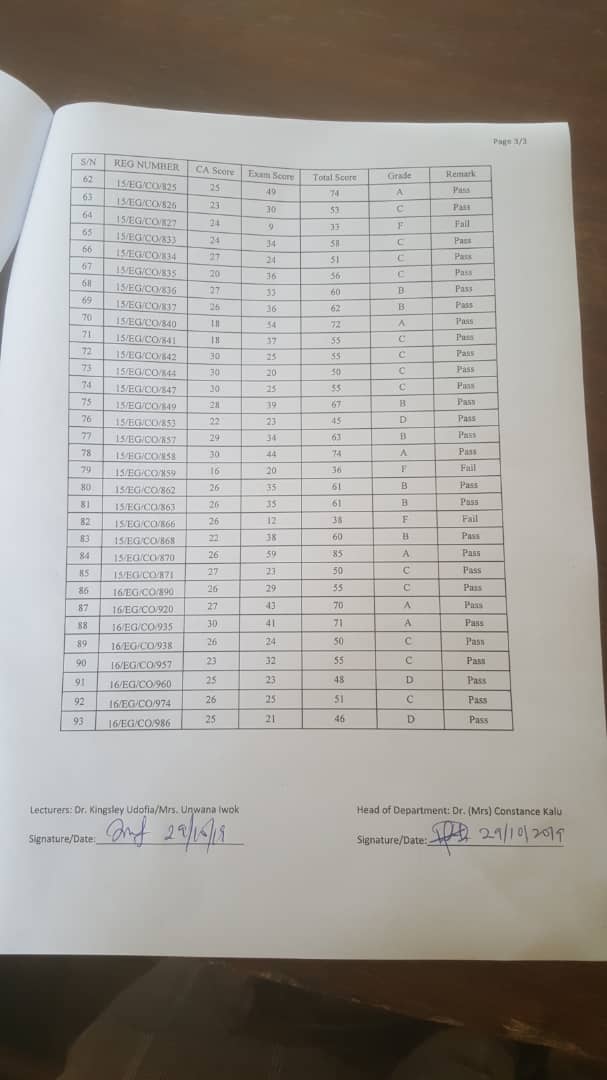 Page 3/3
S/N REG NUMBER CA Score Exam Score Total Score Grade Remark
62 15/EG/CO/825 25 49 74 A Pass
63 15/EG/CO/826 23 30 53 C Pass
64 15/EG/CO/827 24 9 33 F Fail
65 15/EG/CO/833 24 34 58 C Pass
66 15/EG/CO/834 27 24 51 C Pass
67 15/EG/CO/835 20 36 56 C Pass
68 15/EG/CO/836 27 33 60 B Pass
69 15/EG/CO/837 26 36 62 B Pass
70 15/EG/CO/840 18 54 72 A Pass
71 15/EG/CO/841 18 37 55 C Pass
72 15/EG/CO/842 30 25 55 C Pass
73 15/EG/CO/844 30 20 50 C Pass
74 15/EG/CO/847 30 25 55 C Pass
75 15/EG/CO/849 28 39 67 B Pass
76 15/EG/CO/853 22 23 45 D Pass
77 15/EG/CO/857 29 34 63 B Pass
78 15/EG/CO/858 30 44 74 A Pass
79 15/EG/CO/859 16 20 36 F Fail
80 15/EG/CO/862 26 35 61 B Pass
81 15/EG/CO/863 26 35 61 B Pass
82 15/EG/CO/866 26 12 38 F Fail
83 15/EG/CO/868 22 38 60 B Pass
84 15/EG/CO/870 26 59 85 A Pass
85 15/EG/CO/871 27 23 50 C Pass
86 16/EG/CO/890 26 29 55 C Pass
87 16/EG/CO/920 27 43 70 A Pass
88 16/EG/CO/935 30 41 71 A Pass
89 16/EG/CO/938 26 24 50 C Pass
90 16/EG/CO/957 23 32 55 C Pass
91 16/EG/CO/960 25 23 48 D Pass
92 16/EG/CO/974 26 25 51 C Pass
93 16/EG/CO/986 25 21 46 D Pass
Lecturers: Dr. Kingsley Udofia/Mrs. Unwana Iwok Head of Department: Dr. (Mrs) Constance Kalu
Signature/Date: 29/10/19 Signature/Date: 29/10/2019